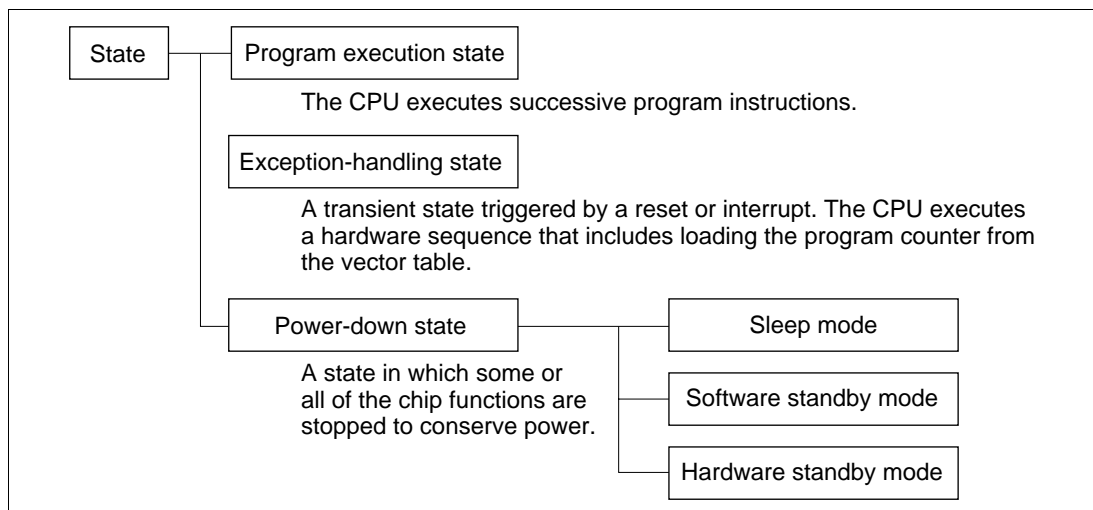 State
Program execution state
The CPU executes successive program instructions.
Exception-handling state
A transient state triggered by a reset or interrupt. The CPU executes
a hardware sequence that includes loading the program counter from
the vector table.
Power-down state
Sleep mode
A state in which some or
all of the chip functions are
stopped to conserve power.
Software standby mode
Hardware standby mode